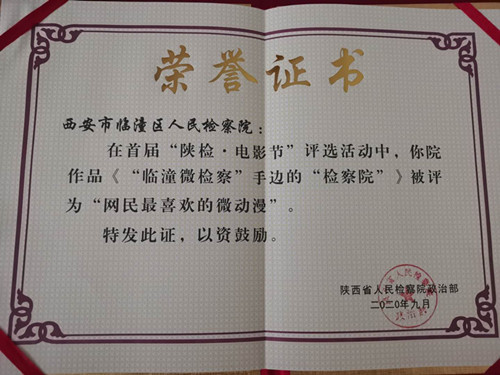 荣誉证书
西安市临潼区人民检察院：
在首届“陕检·电影节”评选活动中，你院
作品《“临潼微检察”手边的“检察院”》被评
为“网民最喜欢的微动漫”。
特发此证，以资鼓励。
陕西省人民检察院政治部
二〇二〇年九月